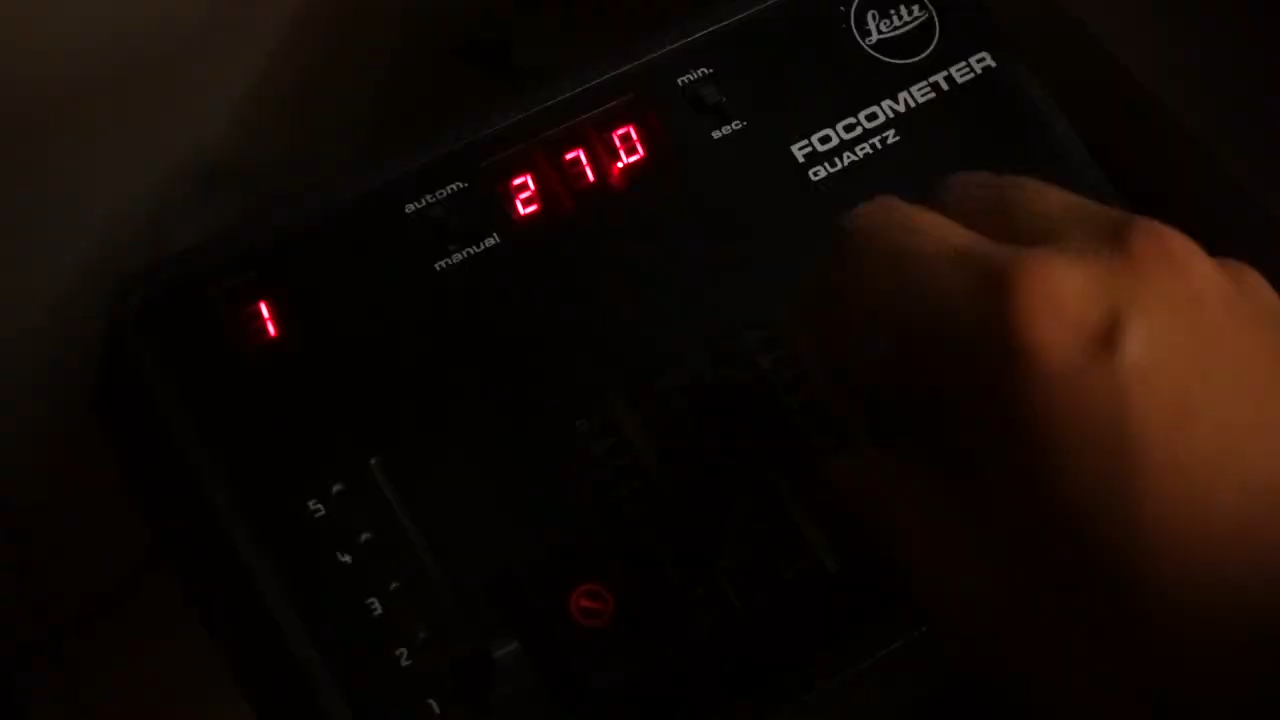 Leitz
FOCOMETER
QUARTZ
min.
sec.
27.0
autom.
manual
1
5
4
3
2
1